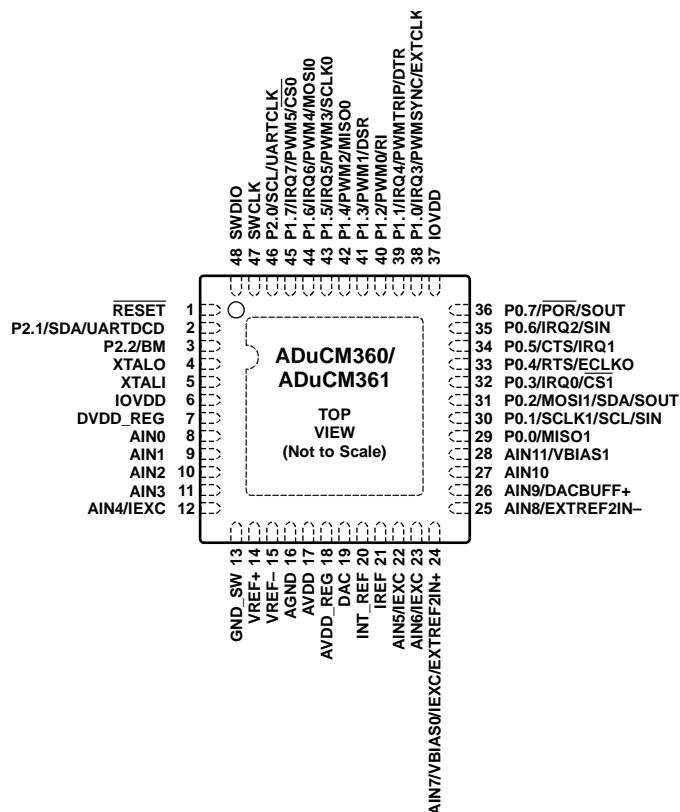 48 SWDIO
47 SWCLK
46 P2.0/SCL/UARTCLK
45 P1.7/IRQ7/PWM5/CS0
44 P1.6/IRQ6/PWM4/MOSI0
43 P1.5/IRQ5/PWM3/SCLK0
42 P1.4/PWM2/MISO0
41 P1.3/PWM1/DSR
40 P1.2/PWM0/RI
39 P1.1/IRQ4/PWMTRIP/DTR
38 P1.0/IRQ3/PWMSYNC/EXTCLK
37 IOVDD
RESET 1
P2.1/SDA/UARTDCD 2
P2.2/BM 3
XTALO 4
XTALI 5
IOVDD 6
DVDD_REG 7
AIN0 8
AIN1 9
AIN2 10
AIN3 11
AIN4/IEXC 12
ADuCM360/
ADuCM361
TOP
VIEW
(Not to Scale)
36 P0.7/POR/SOUT
35 P0.6/IRQ2/SIN
34 P0.5/CTS/IRQ1
33 P0.4/RTS/ECLKO
32 P0.3/IRQ0/CS1
31 P0.2/MOSI1/SDA/SOUT
30 P0.1/SCLK1/SCL/SIN
29 P0.0/MISO1
28 AIN11/VBIAS1
27 AIN10
26 AIN9/DACBUFF+
25 AIN8/EXTREF2IN–
GND_SW 13
VREF+ 14
VREF– 15
AGND 16
AVDD 17
AVDD_REG 18
DAC 19
INT_REF 20
IREF 21
AIN5/IEXC 22
AIN6/IEXC 23
AIN7/VBIAS0/IEXC/EXTREF2IN+ 24